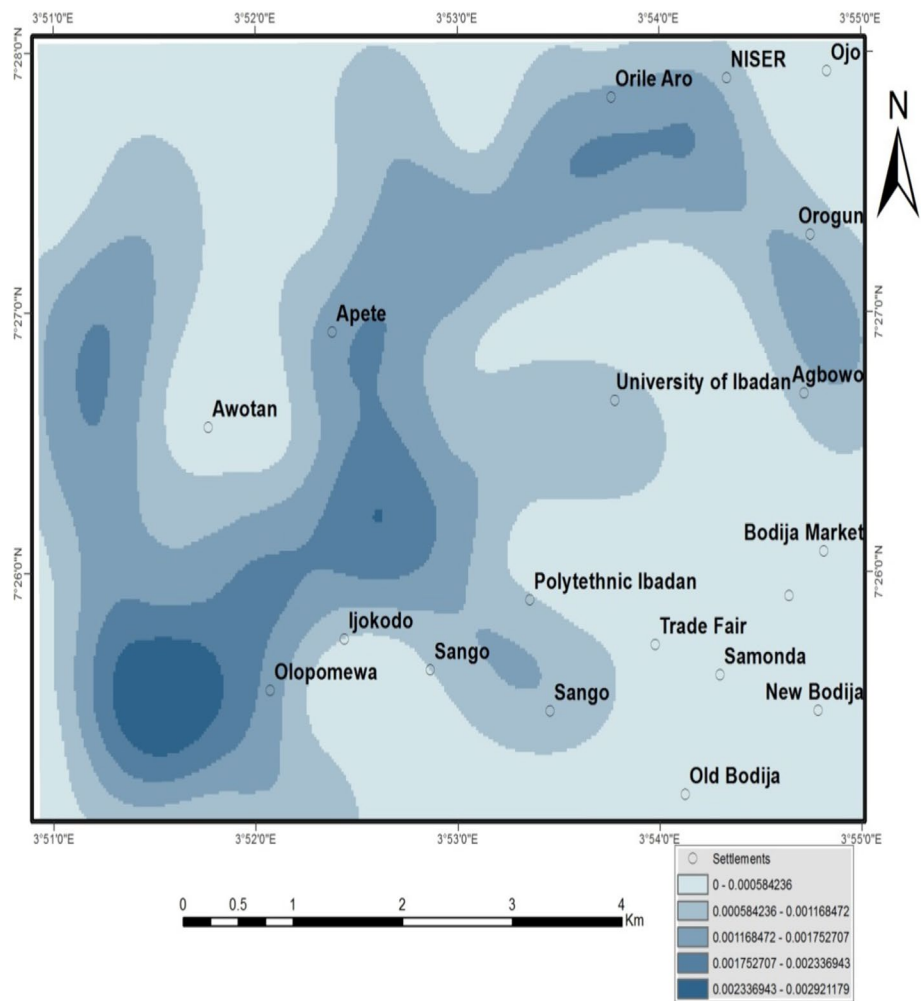 3°51'0"E 3°52'0"E 3°53'0"E 3°54'0"E 3°55'0"E
7°28'0"N
7°28'0"N
Ojo
NISER
Orile Aro
N
Orogun
7°27'0"N
7°27'0"N
Apete
University of Ibadan
Agbowo
Awotan
Bodija Market
7°26'0"N
7°26'0"N
Polytethnic Ibadan
Ijokodo
Trade Fair
Sango
Samonda
Olopomewa
Sango
New Bodija
Old Bodija
3°51'0"E 3°52'0"E 3°53'0"E 3°54'0"E 3°55'0"E
0 0.5 1 2 3 4
Km
Settlements
0 - 0.000584236
0.000584236 - 0.001168472
0.001168472 - 0.001752707
0.001752707 - 0.002336943
0.002336943 - 0.002921179